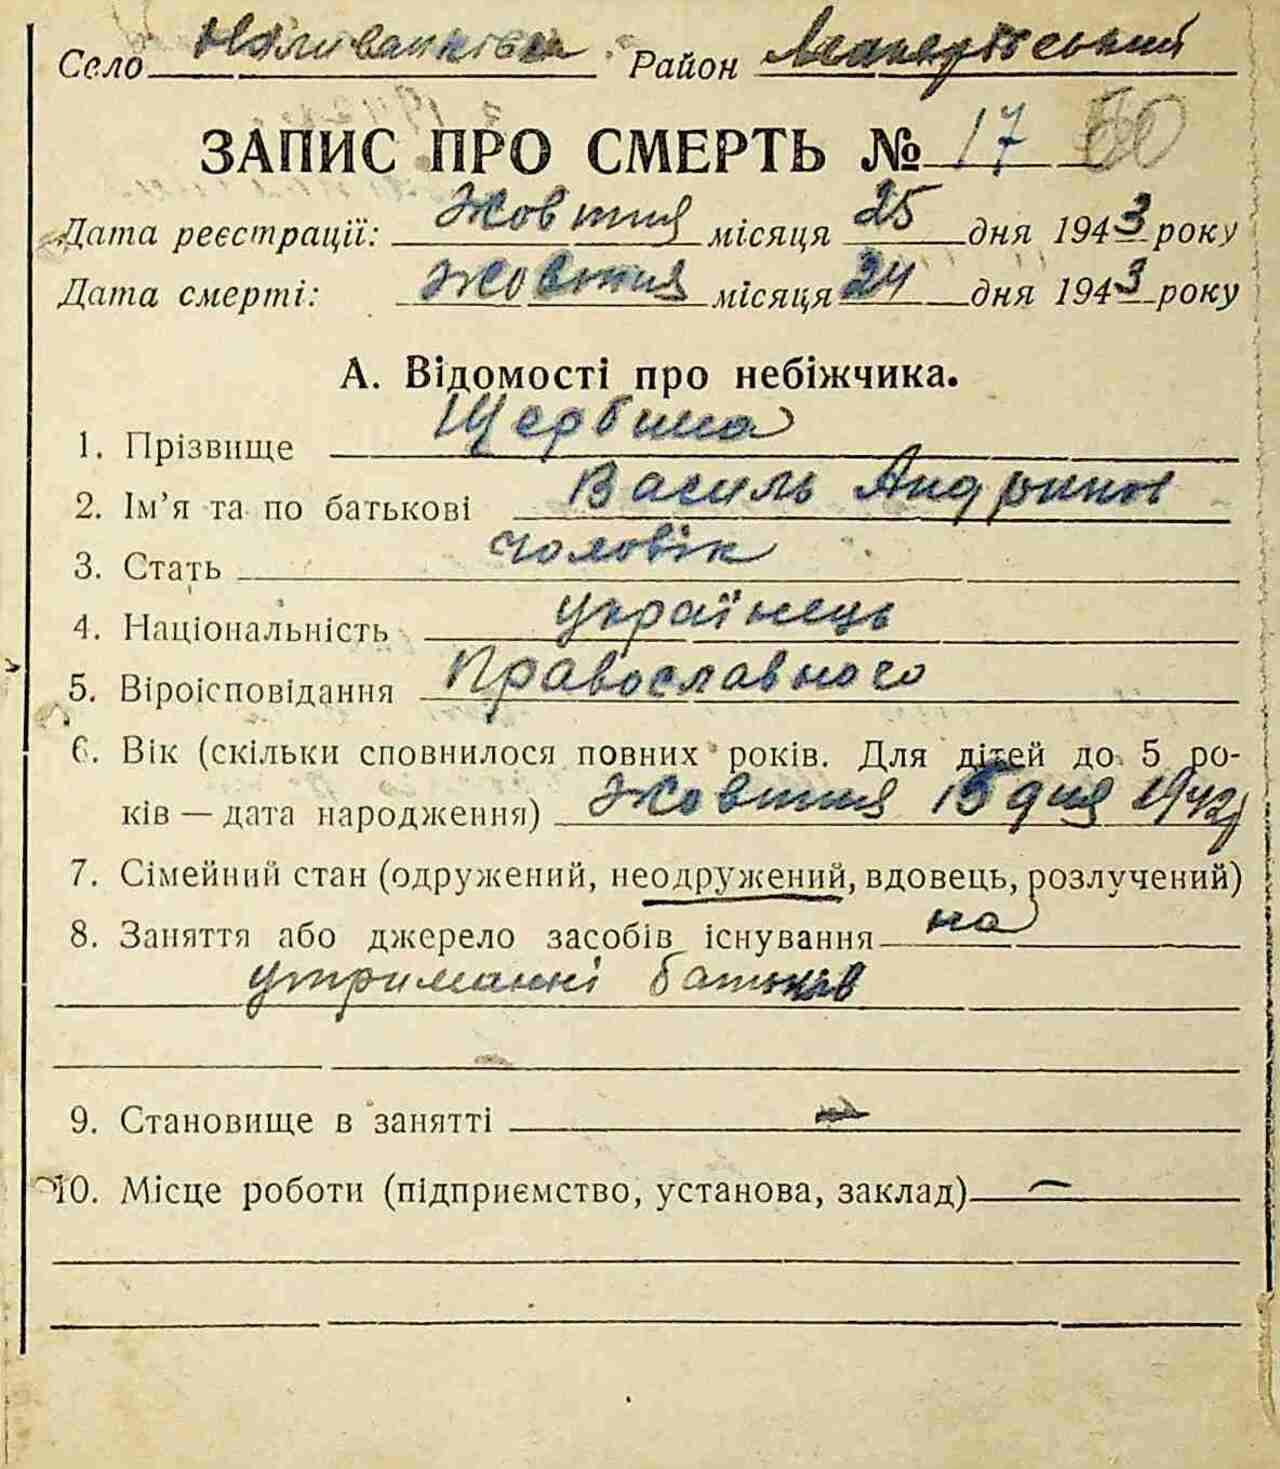 Село Наливайківка Район Макарівський
ЗАПИС ПРО СМЕРТЬ № 17 60
Дата реєстрації: Жовтня місяця 25 дня 1943 року
Дата смерті: Жовтня місяця 24 дня 1943 року
А. Відомості про небіжчика.
1. Прізвище Щербина
2. Ім'я та по батькові Василь
3. Стать чоловік
4. Національність українець
5. Віроісповідання Православного
6. Вік (скільки сповнилося повних років. Для дітей до 5 ро-
ків — дата народження) Жовтня 15 дня 1942р
7. Сімейний стан (одружений, неодружений, вдовець, розлучений)
8. Заняття або джерело засобів існування на
утриманні батьків
9. Становище в занятті —
10. Місце роботи (підприємство, установа, заклад) —